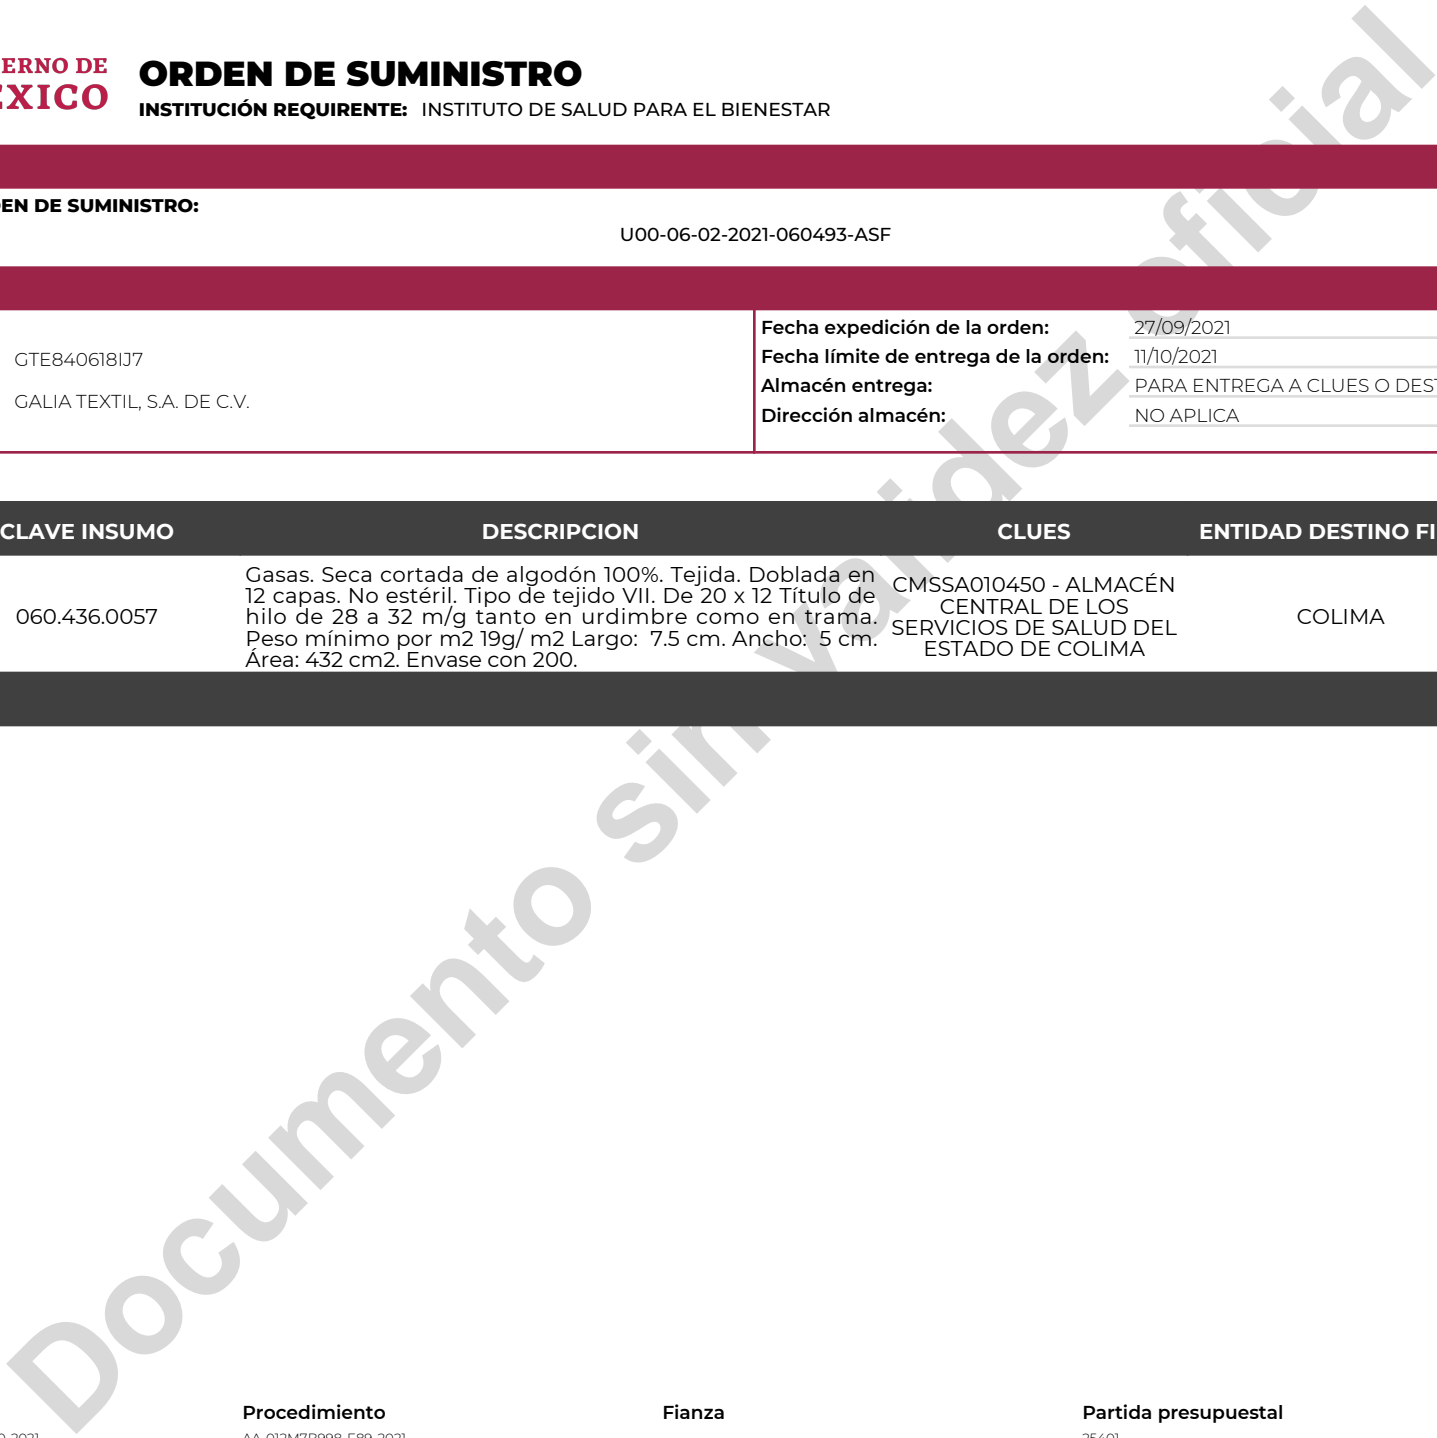 ERNO DE
EXICO
ORDEN DE SUMINISTRO
INSTITUCIÓN REQUIRENTE: INSTITUTO DE SALUD PARA EL BIENESTAR
EN DE SUMINISTRO:
U00-06-02-2021-060493-ASF
GTE840618IJ7
GALIA TEXTIL, S.A. DE C.V.
Fecha expedición de la orden: 27/09/2021
Fecha límite de entrega de la orden: 11/10/2021
Almacén entrega: PARA ENTREGA A CLUES O DEST
Dirección almacén: NO APLICA
CLAVE INSUMO DESCRIPCION CLUES ENTIDAD DESTINO FI
060.436.0057
Gasas. Seca cortada de algodón 100%. Tejida. Doblada en
12 capas. No estéril. Tipo de tejido VII. De 20 x 12 Título de
hilo de 28 a 32 m/g tanto en urdimbre como en trama.
Peso mínimo por m2 19g/ m2 Largo: 7.5 cm. Ancho: 5 cm.
Área: 432 cm2. Envase con 200.
CMSSA010450 - ALMACÉN
CENTRAL DE LOS
SERVICIOS DE SALUD DEL
ESTADO DE COLIMA
COLIMA
Documento sin validez oficial
Procedimiento Fianza Partida presupuestal